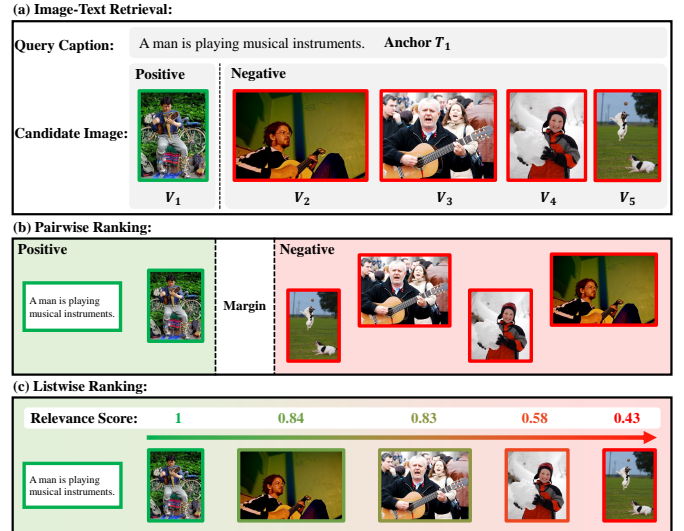 (a) Image-Text Retrieval:
Query Caption: A man is playing musical instruments. Anchor T₁
Positive Negative
Candidate Image:
V₁ V₂ V₃ V₄ V₅
(b) Pairwise Ranking:
Positive Negative
A man is playing
musical instruments.
Margin
(c) Listwise Ranking:
Relevance Score: 1 0.84 0.83 0.58 0.43
A man is playing
musical instruments.